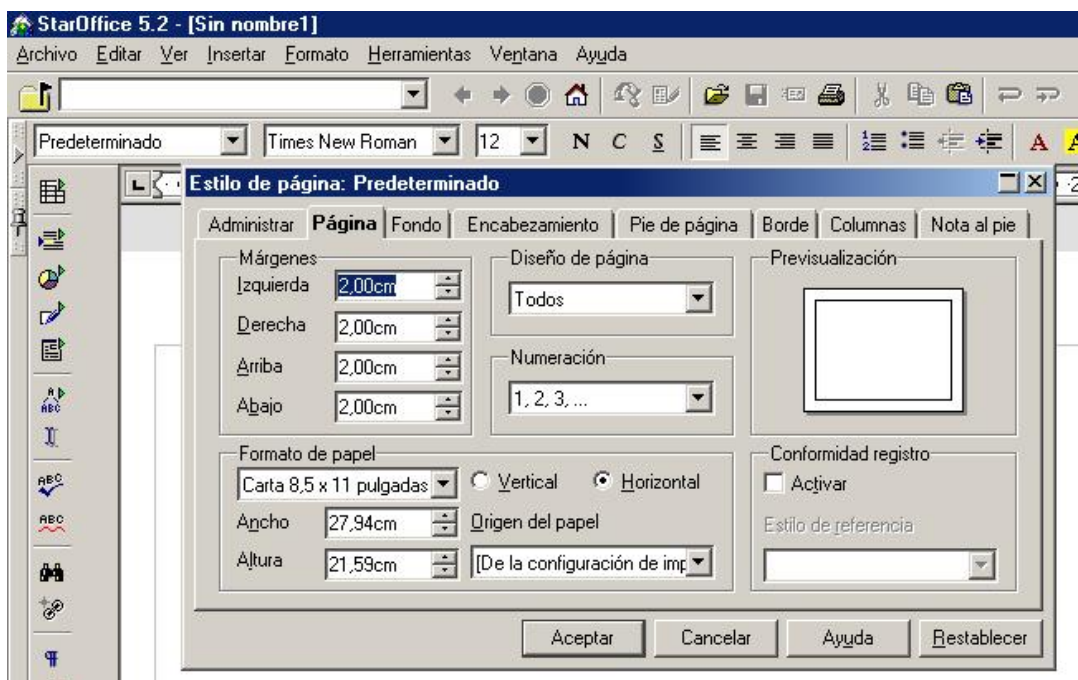 StarOffice 5.2 - [Sin nombre1]
Archivo Editar Ver Insertar Formato Herramientas Ventana Ayuda
Predeterminado Times New Roman 12 N C S A A
Estilo de página: Predeterminado
Administrar Página Fondo Encabezamiento Pie de página Borde Columnas Nota al pie
Márgenes
Izquierda 2,00cm
Derecha 2,00cm
Arriba 2,00cm
Abajo 2,00cm
Diseño de página
Todos
Numeración
1, 2, 3, ...
Previsualización
Formato de papel
Carta 8,5 x 11 pulgadas Vertical Horizontal
Ancho 27,94cm
Altura 21,59cm
Origen del papel
[De la configuración de imp
Conformidad registro
Activar
Estilo de referencia
Aceptar Cancelar Ayuda Restablecer
ABC
ABC